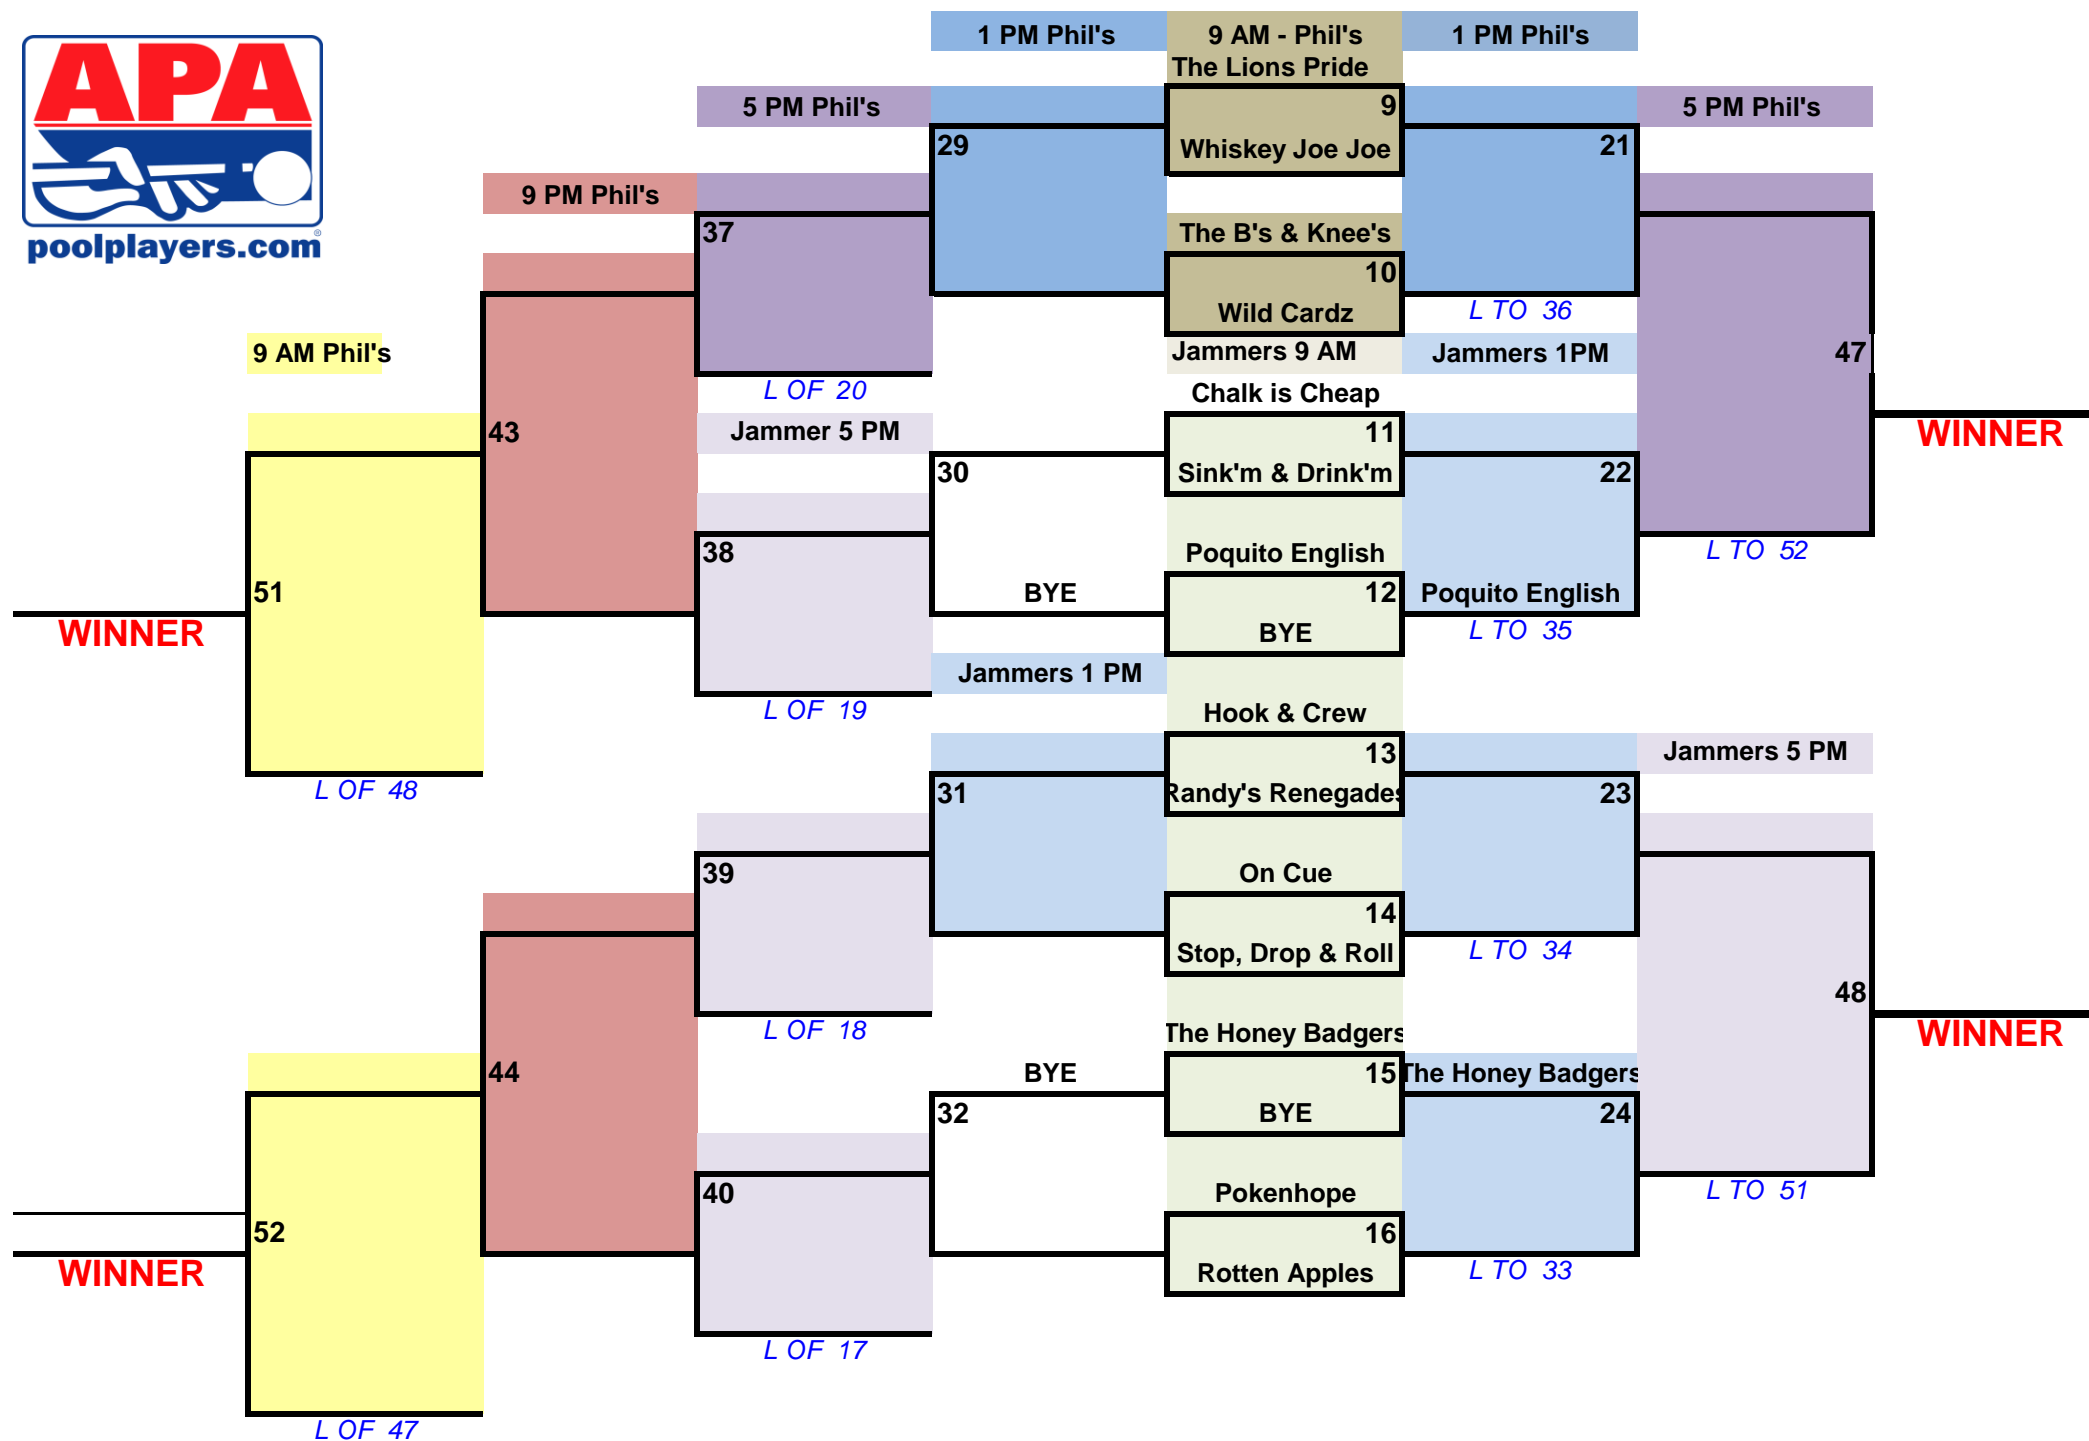 1 PM Phil's 9 AM - Phil's 1 PM Phil's
APA
The Lions Pride
5 PM Phil's 9 5 PM Phil's
29 Whiskey Joe Joe 21
9 PM Phil's
37 The B's & Knee's
poolplayers.com®
10
Wild Cardz L TO 36
9 AM Phil's Jammers 9 AM Jammers 1PM 47
L OF 20 Chalk is Cheap
43 Jammer 5 PM 11 WINNER
30 Sink'm & Drink'm 22
38 Poquito English L TO 52
51 BYE 12 Poquito English
WINNER BYE L TO 35
Jammers 1 PM
L OF 19 Hook & Crew
13 Jammers 5 PM
L OF 48 31 Randy's Renegades 23
39 On Cue
14
Stop, Drop & Roll L TO 34
48
L OF 18 The Honey Badgers WINNER
44 BYE 15 The Honey Badgers
32 BYE 24
40 Pokenhope L TO 51
52 16
WINNER Rotten Apples L TO 33
L OF 17
L OF 47